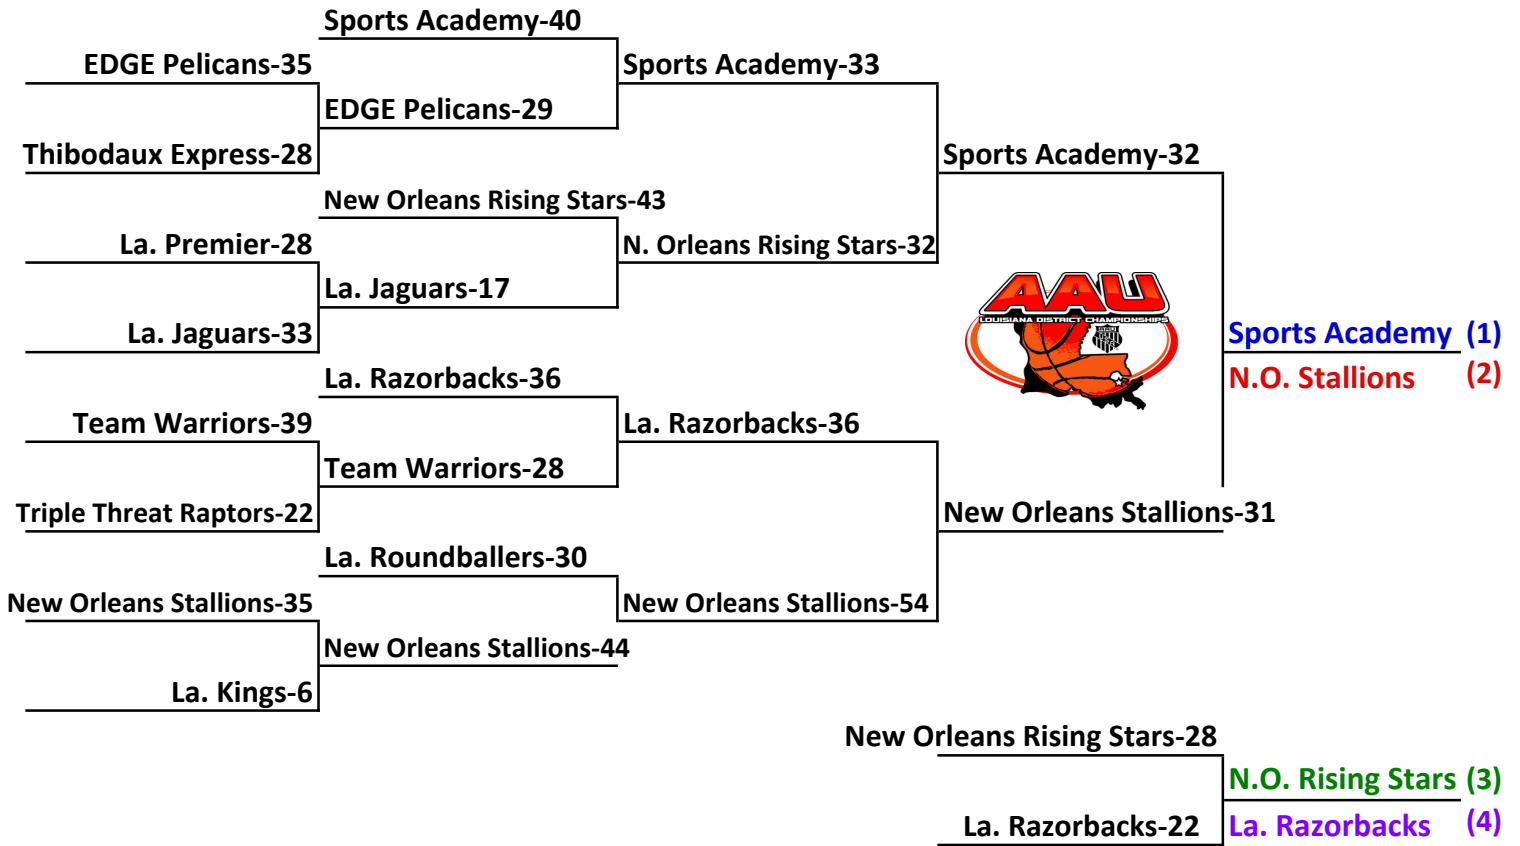 Sports Academy-40
EDGE Pelicans-35
Sports Academy-33
EDGE Pelicans-29
Thibodaux Express-28
Sports Academy-32
New Orleans Rising Stars-43
La. Premier-28
N. Orleans Rising Stars-32
La. Jaguars-17
AAU
LOUISIANA DISTRICT CHAMPIONSHIPS
La. Jaguars-33
Sports Academy (1)
La. Razorbacks-36
N.O. Stallions (2)
Team Warriors-39
La. Razorbacks-36
Team Warriors-28
Triple Threat Raptors-22
New Orleans Stallions-31
La. Roundballers-30
New Orleans Stallions-35
New Orleans Stallions-54
New Orleans Stallions-44
La. Kings-6
New Orleans Rising Stars-28
N.O. Rising Stars (3)
La. Razorbacks-22
La. Razorbacks (4)